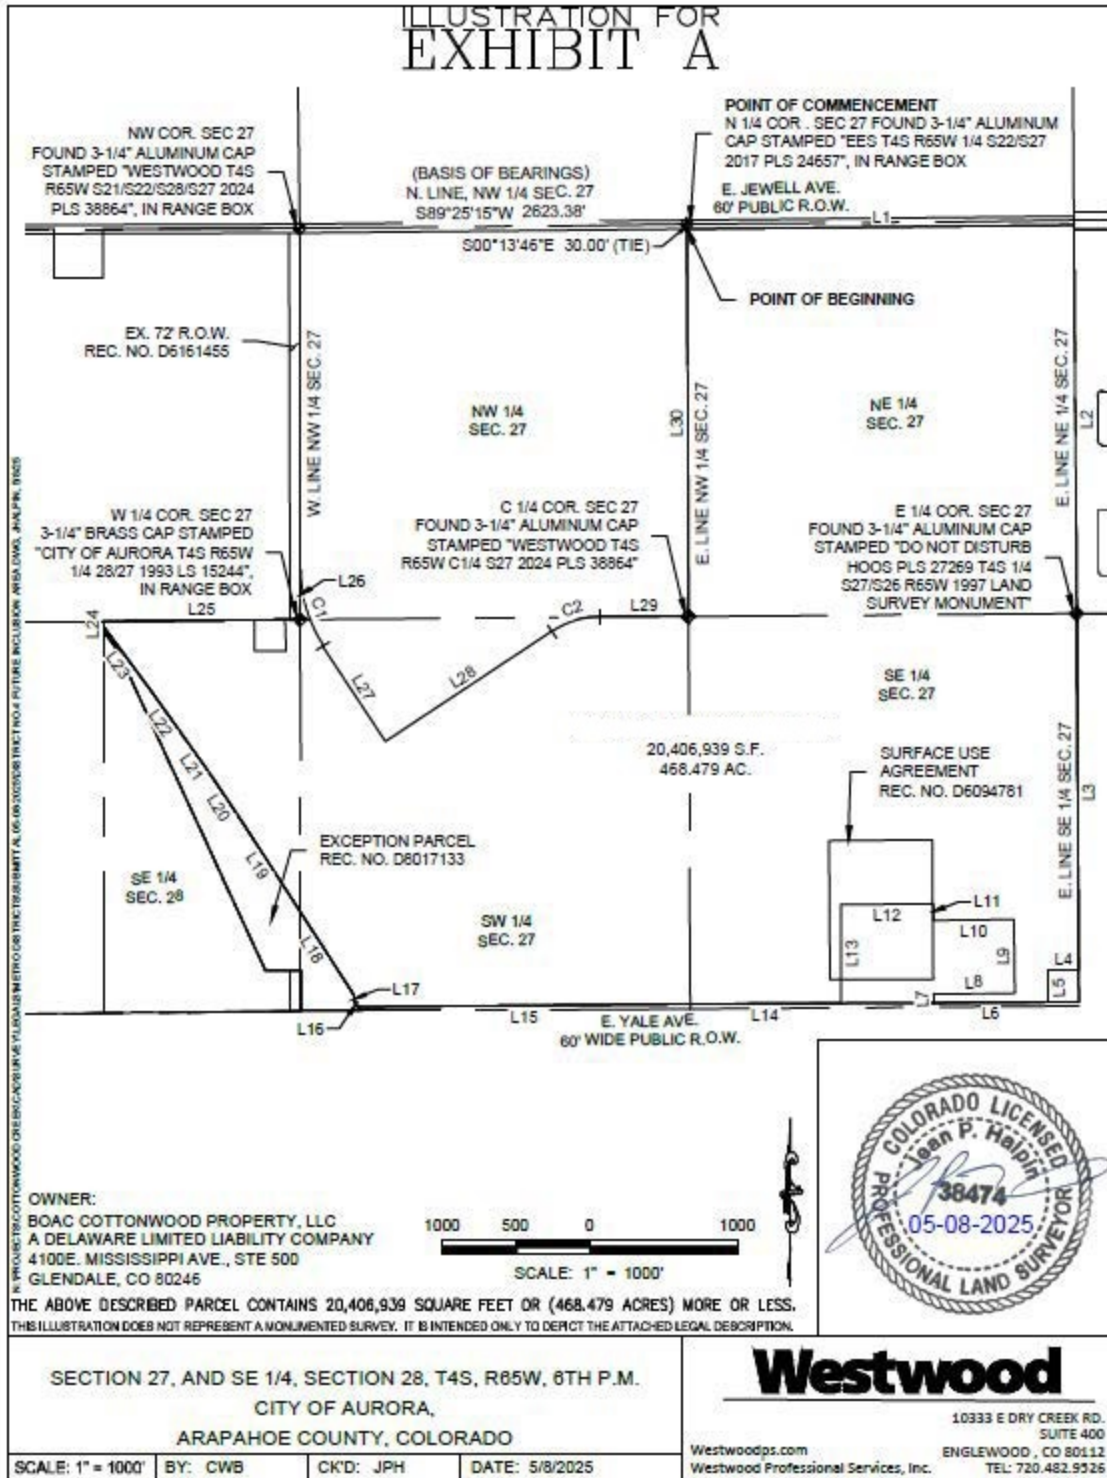 ILLUSTRATION FOR
EXHIBIT A
NW COR. SEC 27
FOUND 3-1/4" ALUMINUM CAP
STAMPED "WESTWOOD T4S
R65W S21/S22/S28/S27 2024
PLS 38864", IN RANGE BOX
(BASIS OF BEARINGS)
N. LINE, NW 1/4 SEC. 27
S89°25'15"W 2623.38'
S00°13'46"E 30.00' (TIE)
POINT OF COMMENCEMENT
N 1/4 COR . SEC 27 FOUND 3-1/4" ALUMINUM
CAP STAMPED "EES T4S R65W 1/4 S22/S27
2017 PLS 24657", IN RANGE BOX
E. JEWELL AVE.
60' PUBLIC R.O.W.
L1
POINT OF BEGINNING
EX. 72' R.O.W.
REC. NO. D6161455
W. LINE NW 1/4 SEC. 27
NW 1/4
SEC. 27
L30
E. LINE NW 1/4 SEC. 27
NE 1/4
SEC. 27
E. LINE NE 1/4 SEC. 27
L2
W 1/4 COR. SEC 27
3-1/4" BRASS CAP STAMPED
"CITY OF AURORA T4S R65W
1/4 28/27 1993 LS 15244",
IN RANGE BOX
C 1/4 COR. SEC 27
FOUND 3-1/4" ALUMINUM CAP
STAMPED "WESTWOOD T4S
R65W C1/4 S27 2024 PLS 38864"
E 1/4 COR. SEC 27
FOUND 3-1/4" ALUMINUM CAP
STAMPED "DO NOT DISTURB
HOOS PLS 27269 T4S 1/4
S27/S26 R65W 1997 LAND
SURVEY MONUMENT"
L26
C1
C2
L29
L25
L24
L23
L22
L21
L20
L19
L18
L27
L28
SE 1/4
SEC. 27
20,406,939 S.F.
468.479 AC.
SURFACE USE
AGREEMENT
REC. NO. D6094781
E. LINE SE 1/4 SEC. 27
L3
EXCEPTION PARCEL
REC. NO. D8017133
SE 1/4
SEC. 28
SW 1/4
SEC. 27
L11
L12
L10
L13
L9
L4
L5
L8
L7
L6
L17
L16
L15
L14
E. YALE AVE.
60' WIDE PUBLIC R.O.W.
COLORADO LICENSED
Jean P. Halpin
38474
05-08-2025
PROFESSIONAL LAND SURVEYOR
OWNER:
BOAC COTTONWOOD PROPERTY, LLC
A DELAWARE LIMITED LIABILITY COMPANY
4100E. MISSISSIPPI AVE., STE 500
GLENDALE, CO 80246
1000 500 0 1000
SCALE: 1" = 1000'
THE ABOVE DESCRIBED PARCEL CONTAINS 20,406,939 SQUARE FEET OR (468.479 ACRES) MORE OR LESS.
THIS ILLUSTRATION DOES NOT REPRESENT A MONUMENTED SURVEY. IT IS INTENDED ONLY TO DEPICT THE ATTACHED LEGAL DESCRIPTION.
SECTION 27, AND SE 1/4, SECTION 28, T4S, R65W, 6TH P.M.
CITY OF AURORA,
ARAPAHOE COUNTY, COLORADO
SCALE: 1" = 1000' BY: CWB CK'D: JPH DATE: 5/8/2025
Westwood
10333 E DRY CREEK RD.
SUITE 400
Westwoodps.com ENGLEWOOD , CO 80112
Westwood Professional Services, Inc. TEL: 720.482.9526